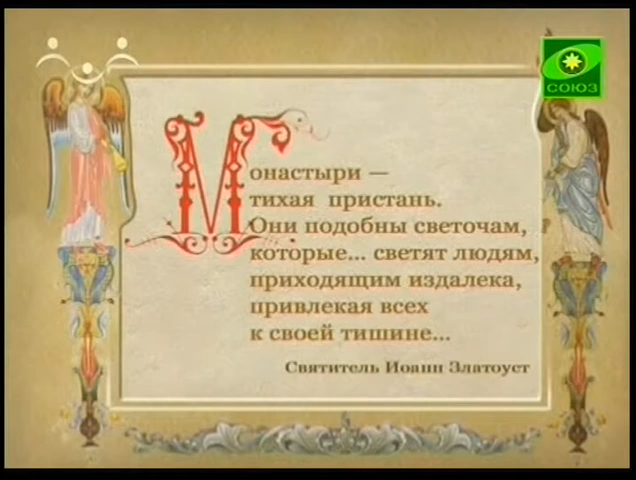 СОЮЗ
Монастыри —
тихая пристань.
Они подобны светочам,
которые... светят людям,
приходящим издалека,
привлекая всех
к своей тишине...
Святитель Иоанн Златоуст